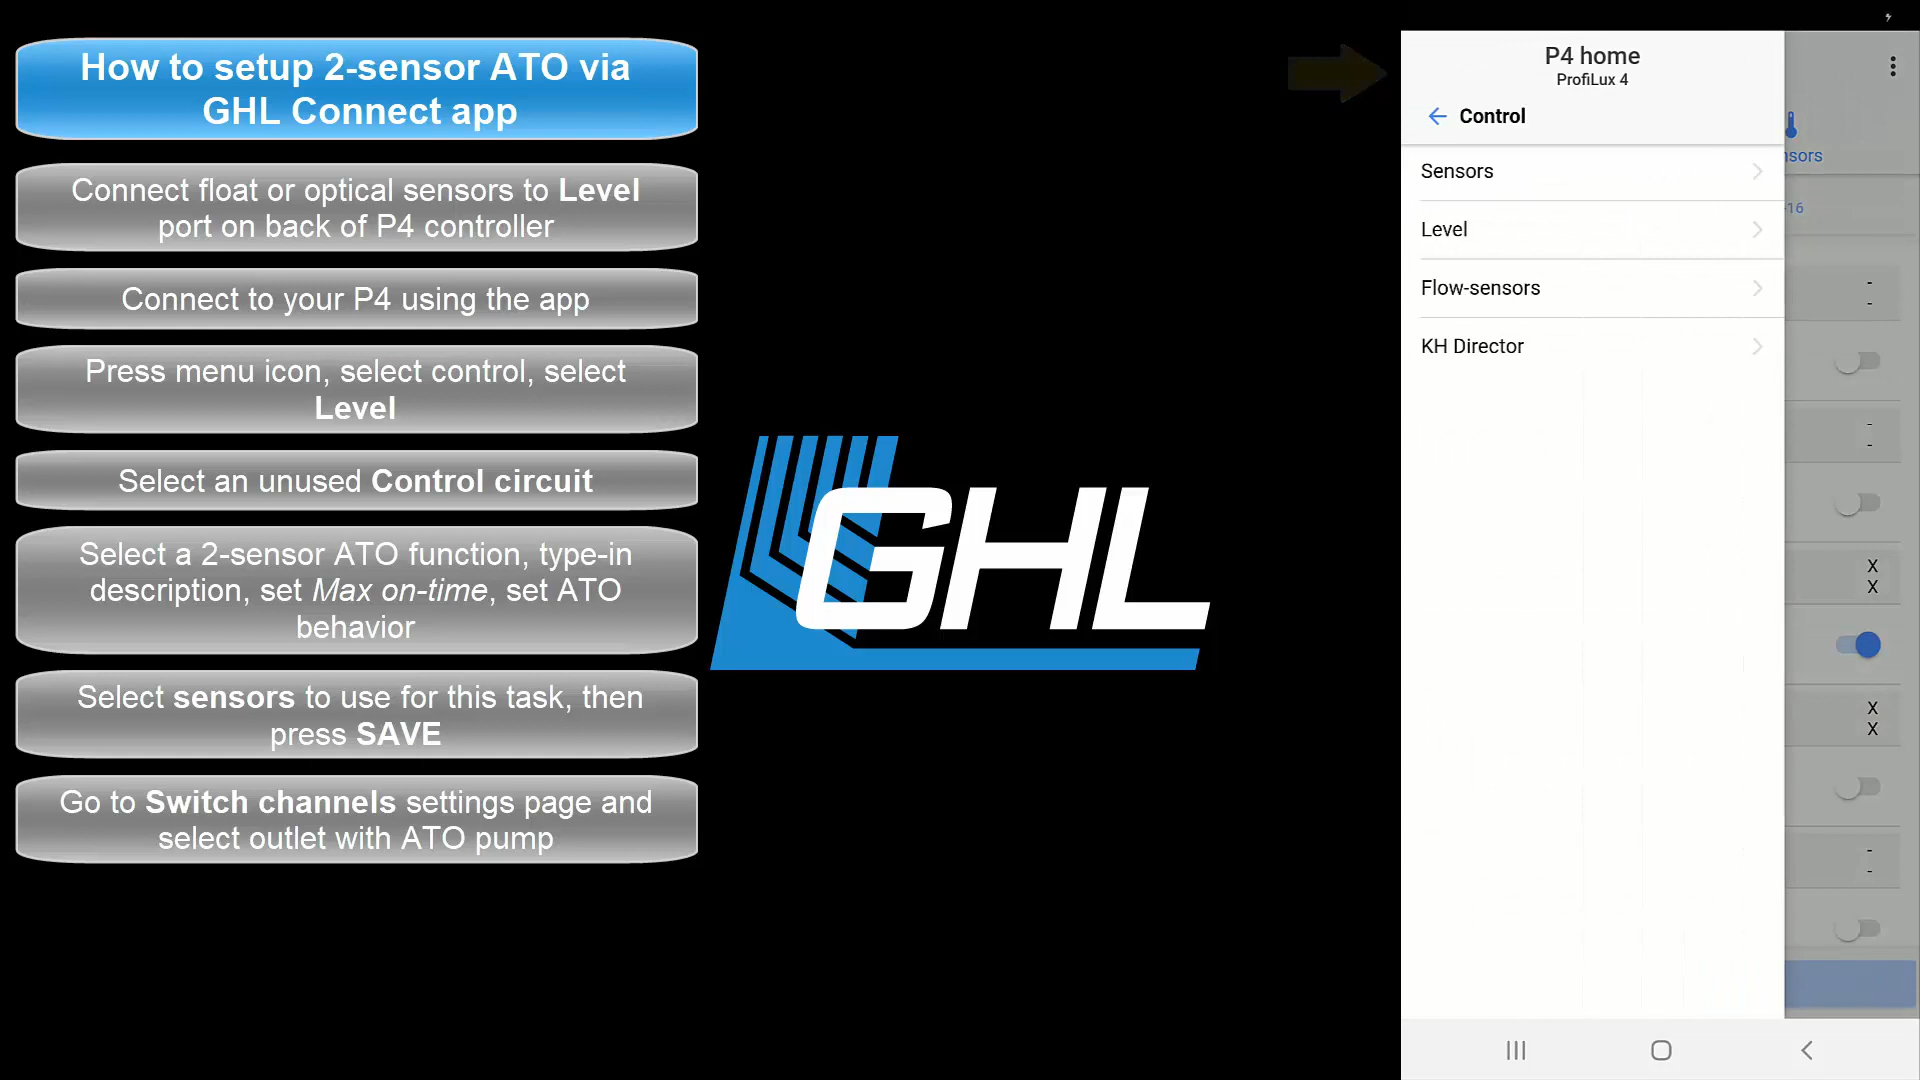 How to setup 2-sensor ATO via
GHL Connect app
Connect float or optical sensors to Level
port on back of P4 controller
Connect to your P4 using the app
Press menu icon, select control, select
Level
Select an unused Control circuit
Select a 2-sensor ATO function, type-in
description, set Max on-time, set ATO
behavior
Select sensors to use for this task, then
press SAVE
Go to Switch channels settings page and
select outlet with ATO pump
GHL
P4 home
ProfiLux 4
Control
Sensors
Level
Flow-sensors
KH Director
nsors
-16
-
-
-
-
X
X
X
X
-
-